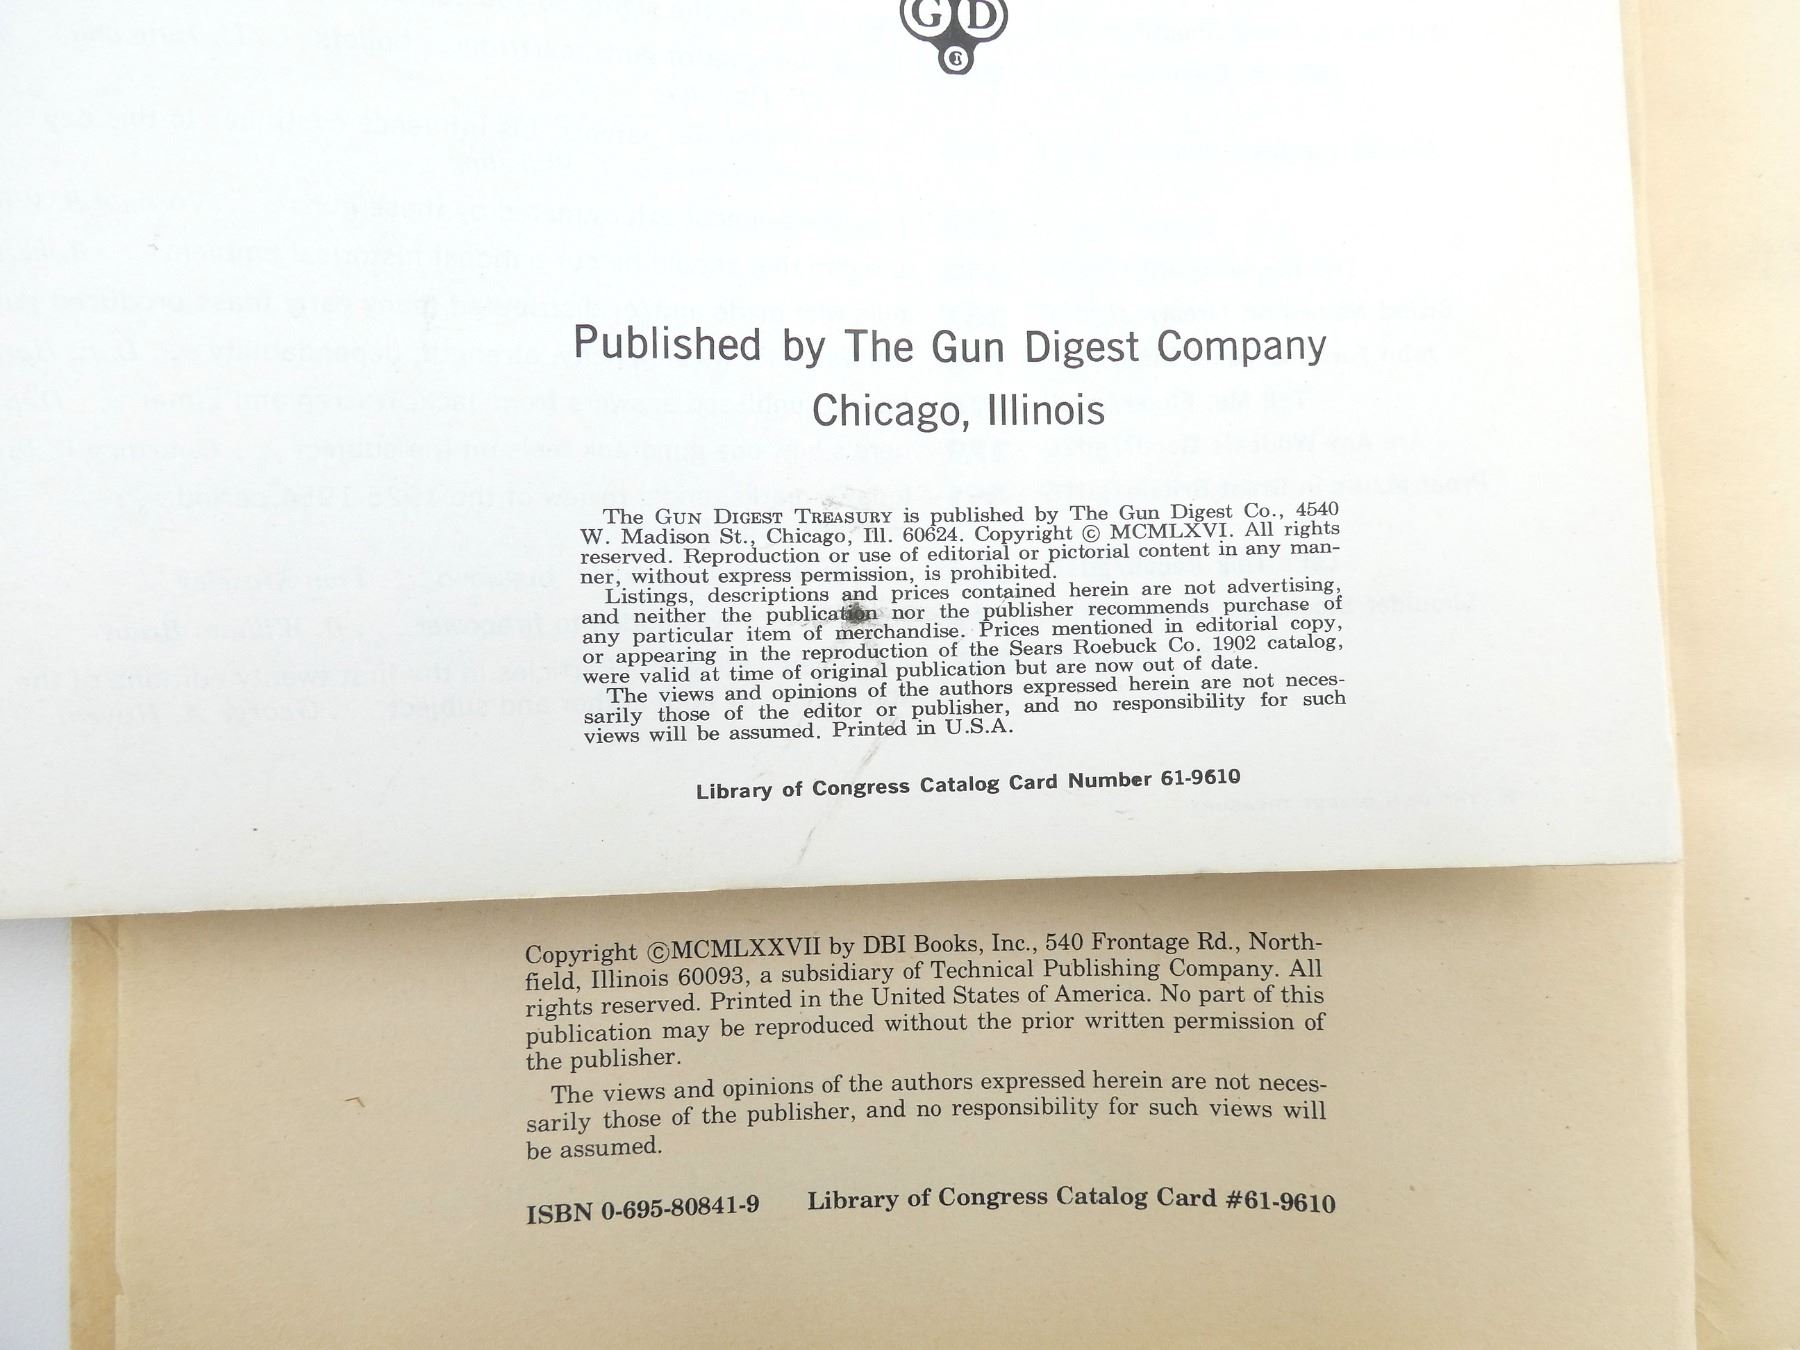 G D
Published by The Gun Digest Company
Chicago, Illinois
The GUN DIGEST TREASURY is published by The Gun Digest Co., 4540
W. Madison St., Chicago, Ill. 60624. Copyright © MCMLXVI. All rights
reserved. Reproduction or use of editorial or pictorial content in any man-
ner, without express permission, is prohibited.
Listings, descriptions and prices contained herein are not advertising,
and neither the publication nor the publisher recommends purchase of
any particular item of merchandise. Prices mentioned in editorial copy,
or appearing in the reproduction of the Sears Roebuck Co. 1902 catalog,
were valid at time of original publication but are now out of date.
The views and opinions of the authors expressed herein are not neces-
sarily those of the editor or publisher, and no responsibility for such
views will be assumed. Printed in U.S.A.
Library of Congress Catalog Card Number 61-9610
Copyright ©MCMLXXVII by DBI Books, Inc., 540 Frontage Rd., North-
field, Illinois 60093, a subsidiary of Technical Publishing Company. All
rights reserved. Printed in the United States of America. No part of this
publication may be reproduced without the prior written permission of
the publisher.
The views and opinions of the authors expressed herein are not neces-
sarily those of the publisher, and no responsibility for such views will
be assumed.
ISBN 0-695-80841-9 Library of Congress Catalog Card #61-9610